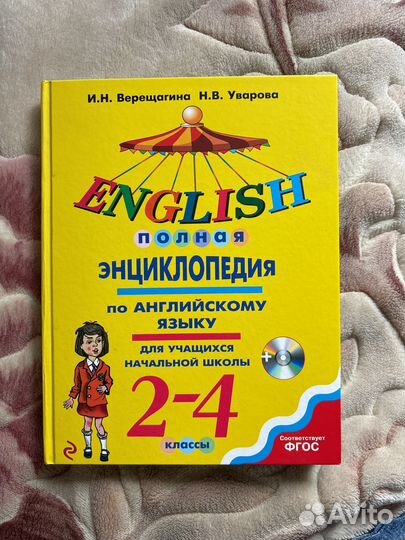 И.Н. Верещагина Н.В. Уварова
ENGLISH
полная
ЭНЦИКЛОПЕДИЯ
по АНГЛИЙСКОМУ
ЯЗЫКУ
ДЛЯ УЧАЩИХСЯ
НАЧАЛЬНОЙ ШКОЛЫ
+
2-4
классы
Соответствует
ФГОС
Avito